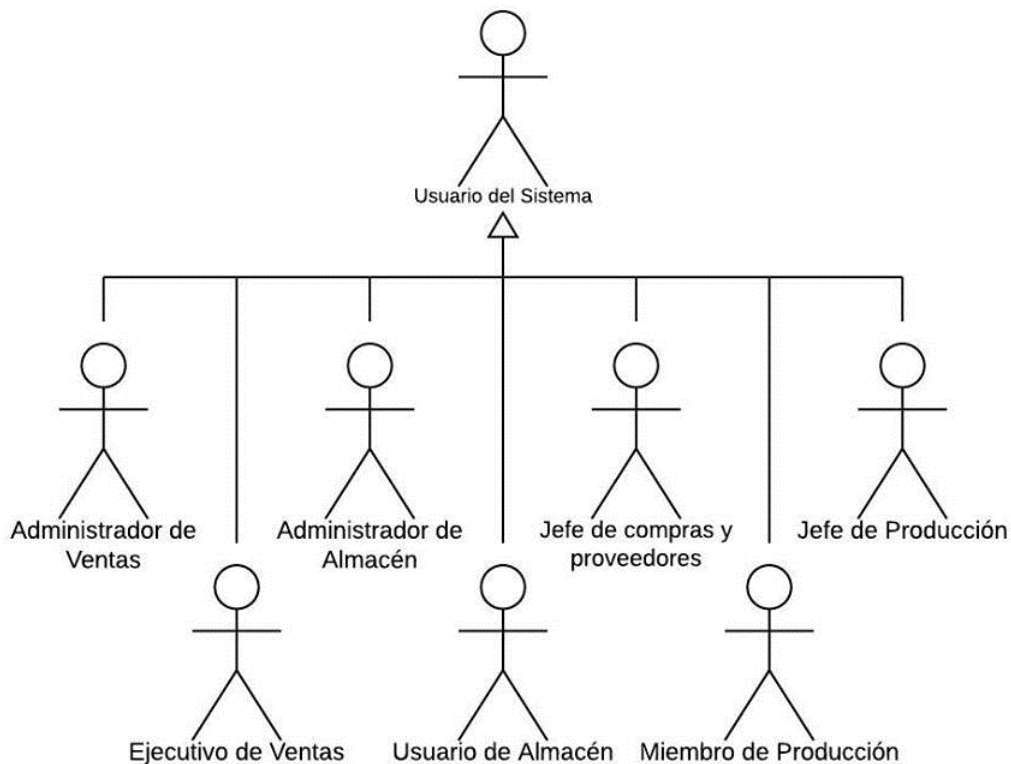 Usuario del Sistema
Administrador de
Ventas
Administrador de
Almacén
Jefe de compras y
proveedores
Jefe de Producción
Ejecutivo de Ventas
Usuario de Almacén
Miembro de Producción